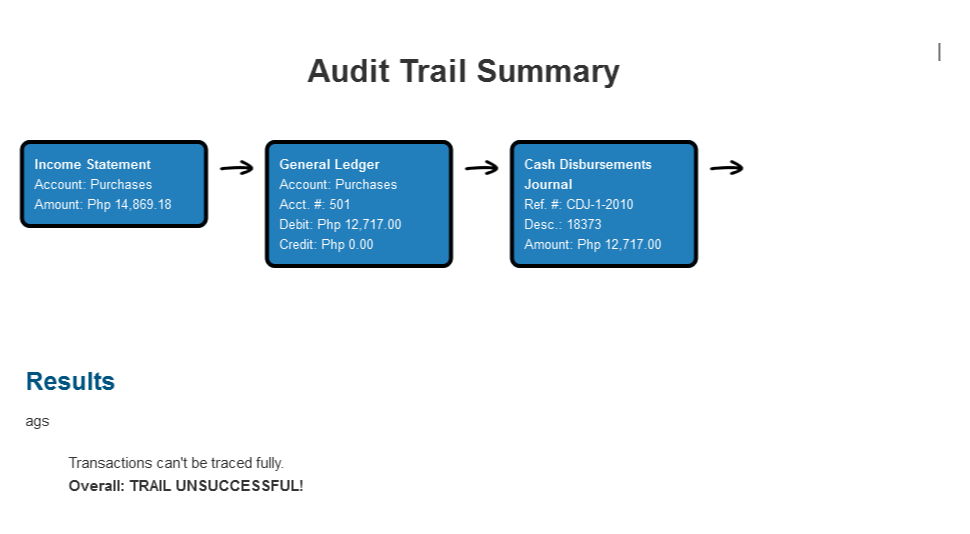 Audit Trail Summary
Income Statement
Account: Purchases
Amount: Php 14,869.18
General Ledger
Account: Purchases
Acct. #: 501
Debit: Php 12,717.00
Credit: Php 0.00
Cash Disbursements
Journal
Ref. #: CDJ-1-2010
Desc.: 18373
Amount: Php 12,717.00
Results
ags
Transactions can't be traced fully.
Overall: TRAIL UNSUCCESSFUL!